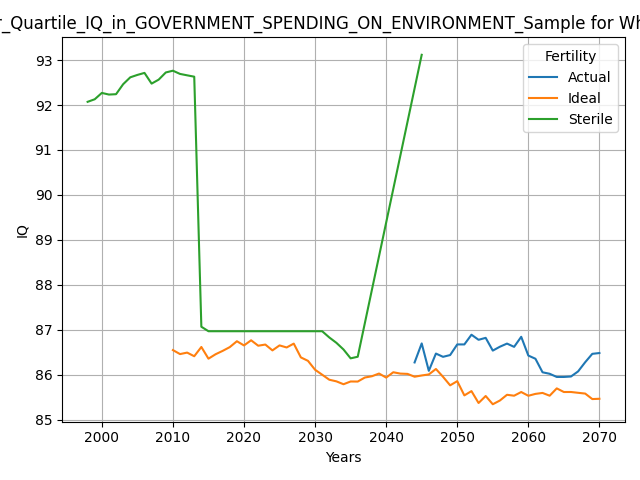 r_Quartile_IQ_in_GOVERNMENT_SPENDING_ON_ENVIRONMENT_Sample for Wh
Fertility
Actual
Ideal
Sterile
93
92
91
90
89
88
87
86
85
IQ
2000 2010 2020 2030 2040 2050 2060 2070
Years